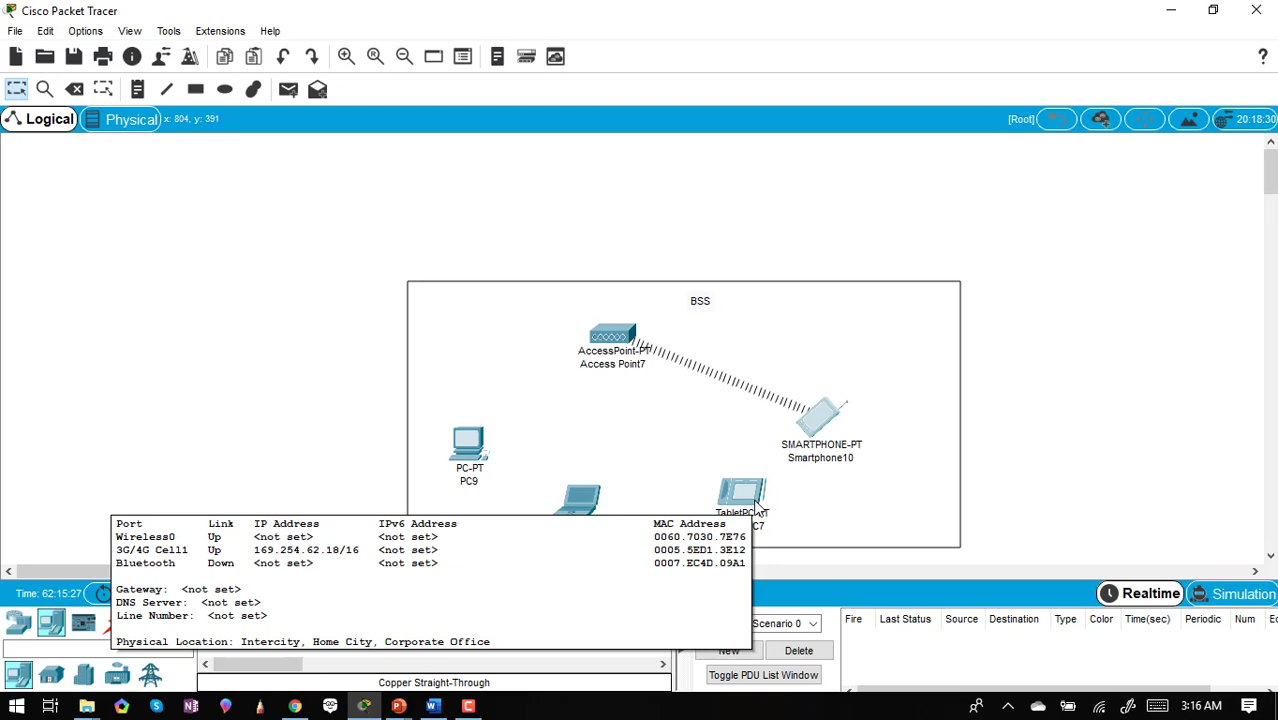 Cisco Packet Tracer
File Edit Options View Tools Extensions Help
Logical Physical x: 804, y: 391 [Root] 20:18:30
BSS
AccessPoint-PT
Access Point7
SMARTPHONE-PT
Smartphone10
PC-PT
PC9
C7
Port Link IP Address IPv6 Address MAC Address
Wireless0 Up <not set> <not set> 0060.7030.7E76
3G/4G Cell1 Up 169.254.62.18/16 <not set> 0005.5ED1.3E12
Bluetooth Down <not set> <not set> 0007.EC4D.09A1
Gateway: <not set>
DNS Server: <not set>
Line Number: <not set>
Physical Location: Intercity, Home City, Corporate Office
Time: 62:15:27 Realtime Simulation
Scenario 0 Fire Last Status Source Destination Type Color Time(sec) Periodic Num
New Delete
Toggle PDU List Window
Copper Straight-Through
3:16 AM